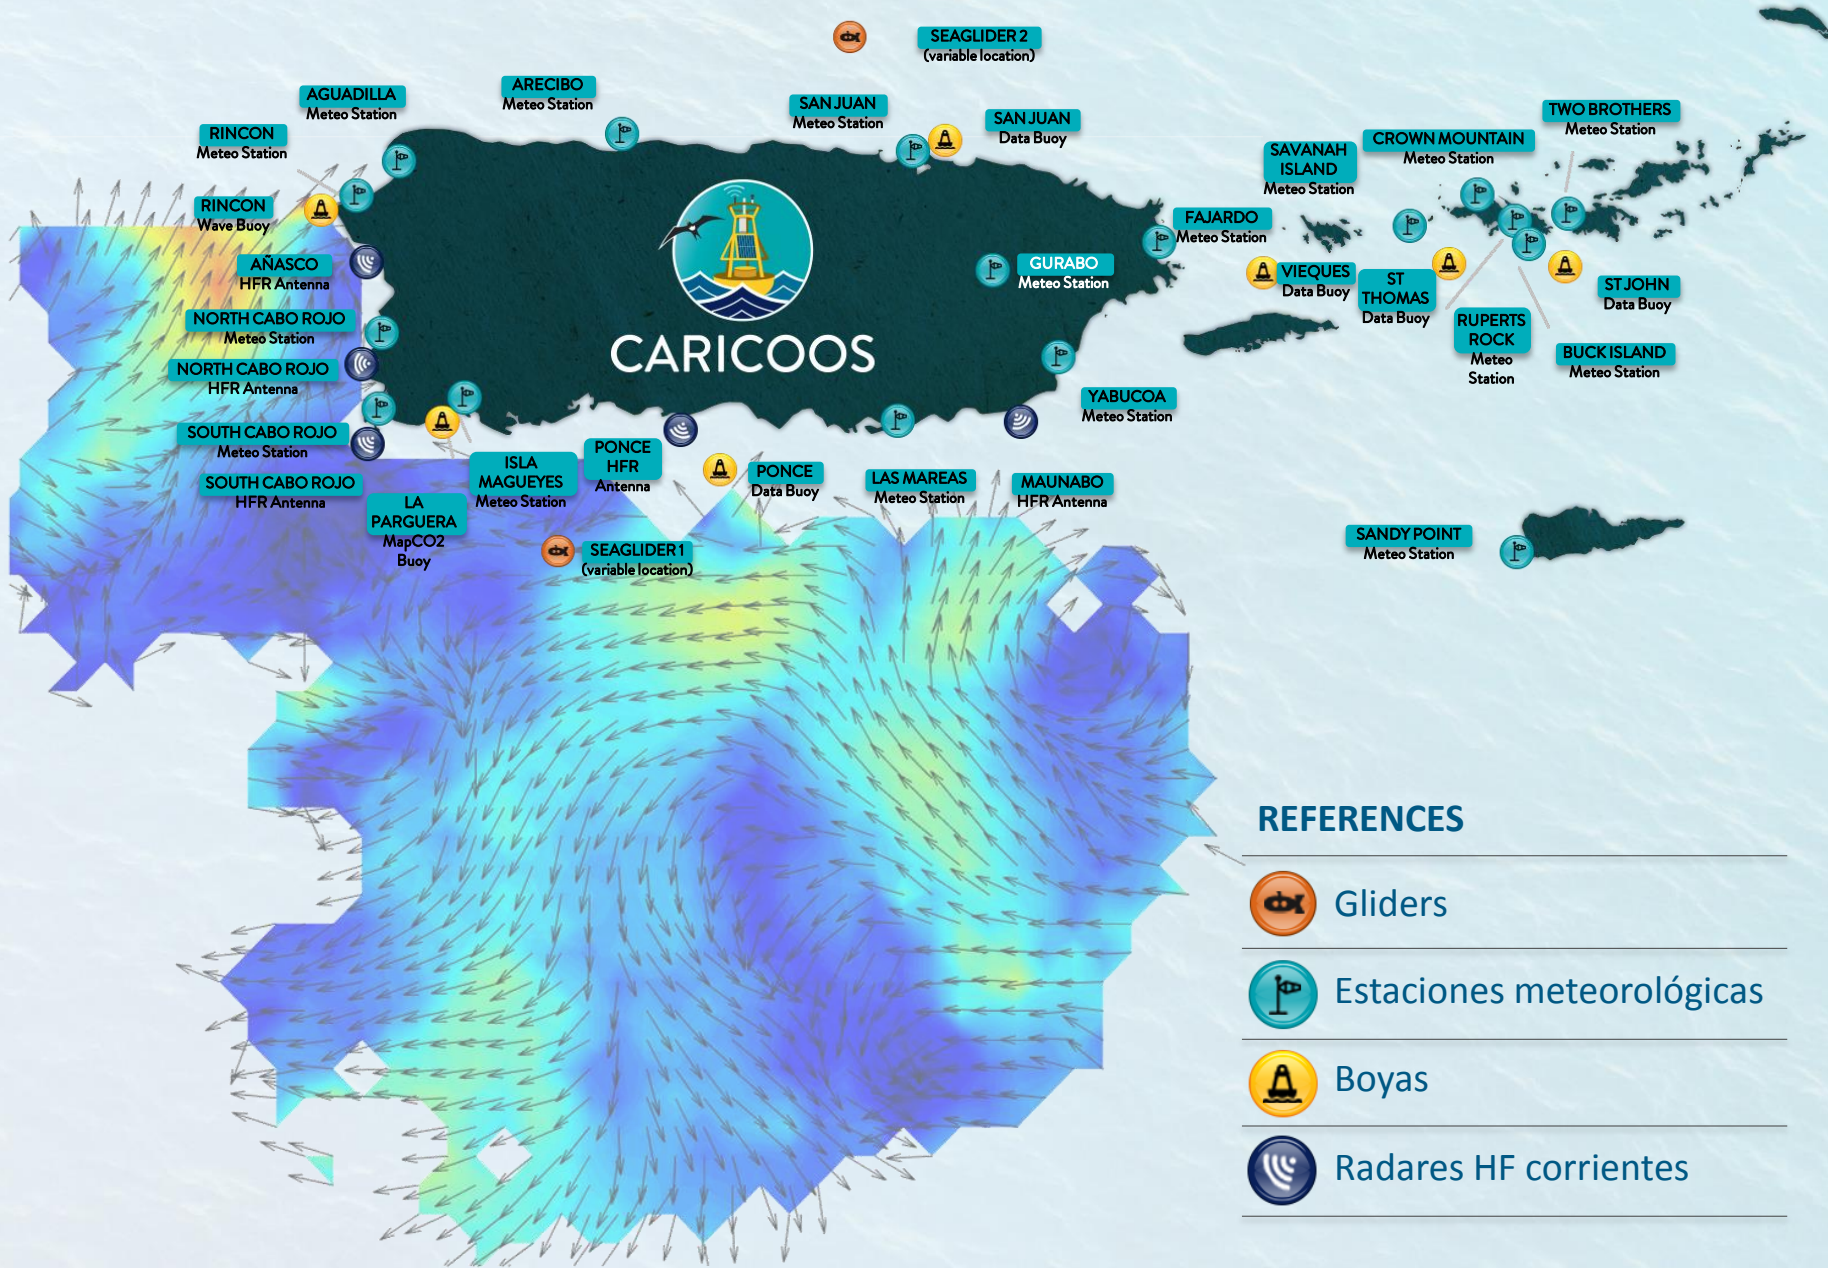 SEAGLIDER 2
(variable location)
ARECIBO
Meteo Station
AGUADILLA
Meteo Station
SAN JUAN
Meteo Station
SAN JUAN
Data Buoy
TWO BROTHERS
Meteo Station
RINCON
Meteo Station
CROWN MOUNTAIN
Meteo Station
SAVANAH
ISLAND
Meteo Station
RINCON
Wave Buoy
FAJARDO
Meteo Station
AÑASCO
HFR Antenna
GURABO
Meteo Station
VIEQUES
Data Buoy
ST
THOMAS
Data Buoy
ST JOHN
Data Buoy
NORTH CABO ROJO
Meteo Station
RUPERTS
ROCK
Meteo
Station
CARICOOS
BUCK ISLAND
Meteo Station
NORTH CABO ROJO
HFR Antenna
YABUCOA
Meteo Station
SOUTH CABO ROJO
Meteo Station
SOUTH CABO ROJO
HFR Antenna
LA
PARGUERA
MapCO2
Buoy
ISLA
MAGUEYES
Meteo Station
PONCE
HFR
Antenna
PONCE
Data Buoy
LAS MAREAS
Meteo Station
MAUNABO
HFR Antenna
SANDY POINT
Meteo Station
SEAGLIDER 1
(variable location)
REFERENCES
Gliders
Estaciones meteorológicas
Boyas
Radares HF corrientes